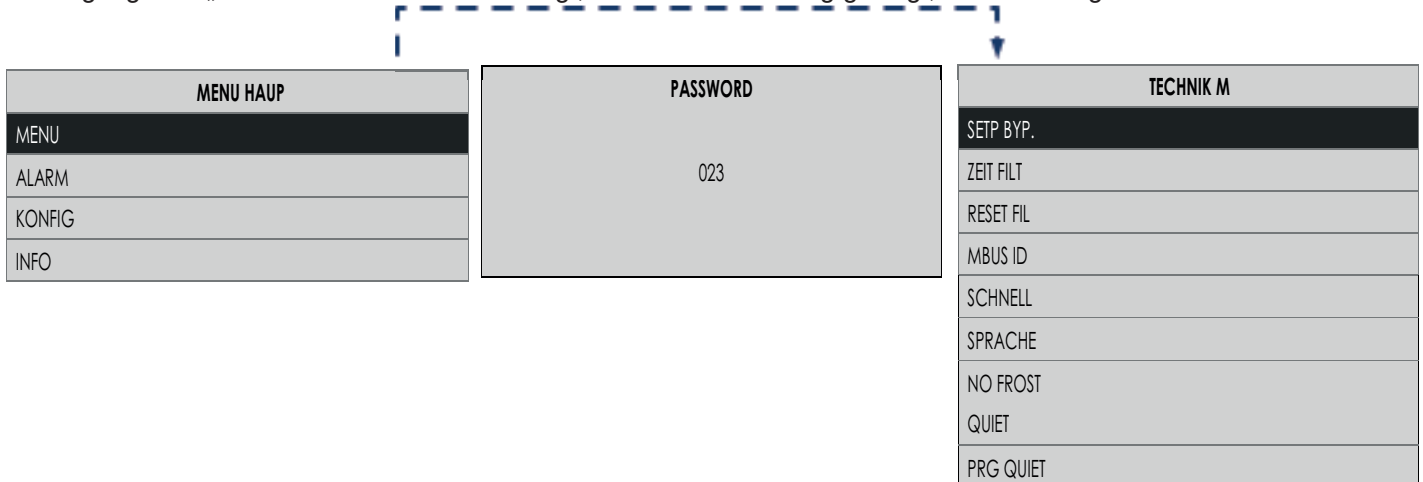 MENU HAUP
MENU
ALARM
KONFIG
INFO
PASSWORD
023
TECHNIK M
SETP BYP.
ZEIT FILT
RESET FIL
MBUS ID
SCHNELL
SPRACHE
NO FROST
QUIET
PRG QUIET